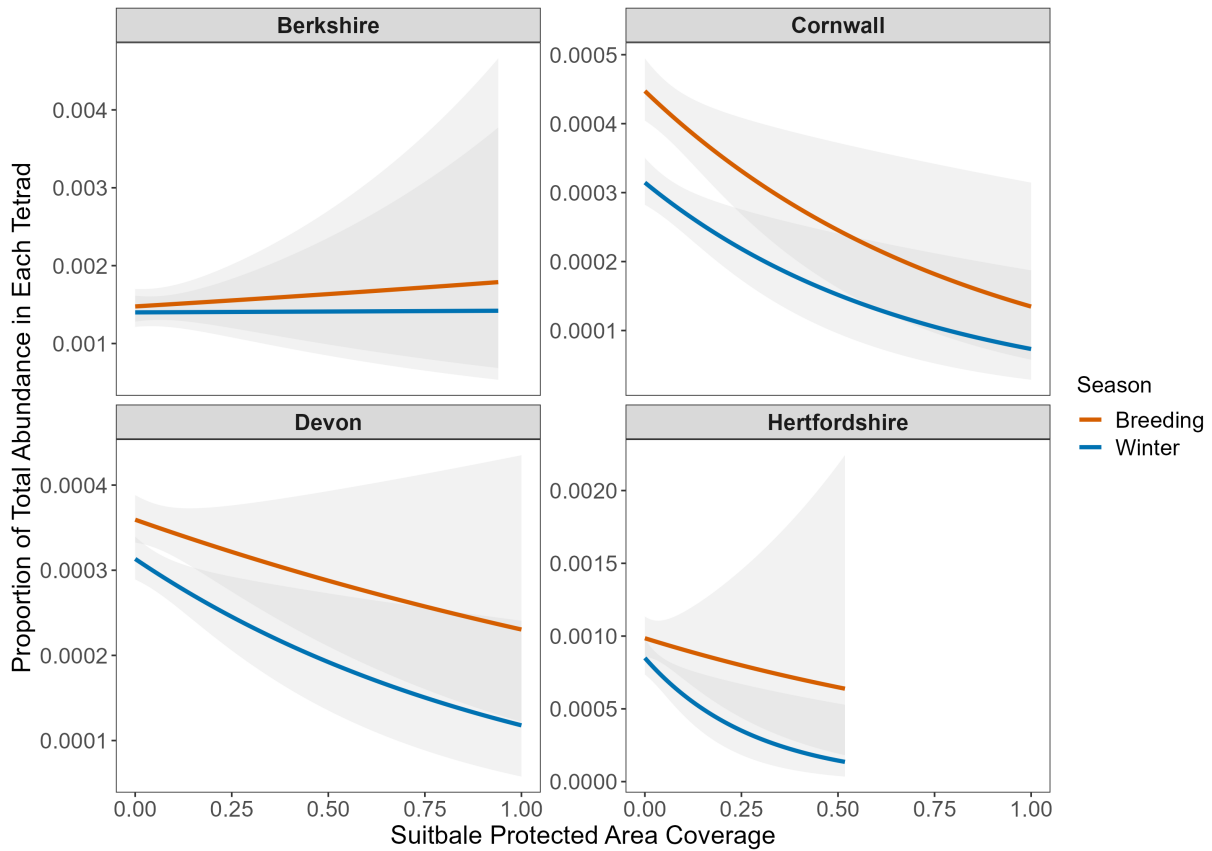 Berkshire
Cornwall
0.004
0.003
0.002
0.001
0.0005
0.0004
0.0003
0.0002
0.0001
Devon
Hertfordshire
0.0004
0.0003
0.0002
0.0001
0.0020
0.0015
0.0010
0.0005
0.0000
0.00 0.25 0.50 0.75 1.00
0.00 0.25 0.50 0.75 1.00
Suitbale Protected Area Coverage
Proportion of Total Abundance in Each Tetrad
Season
Breeding
Winter